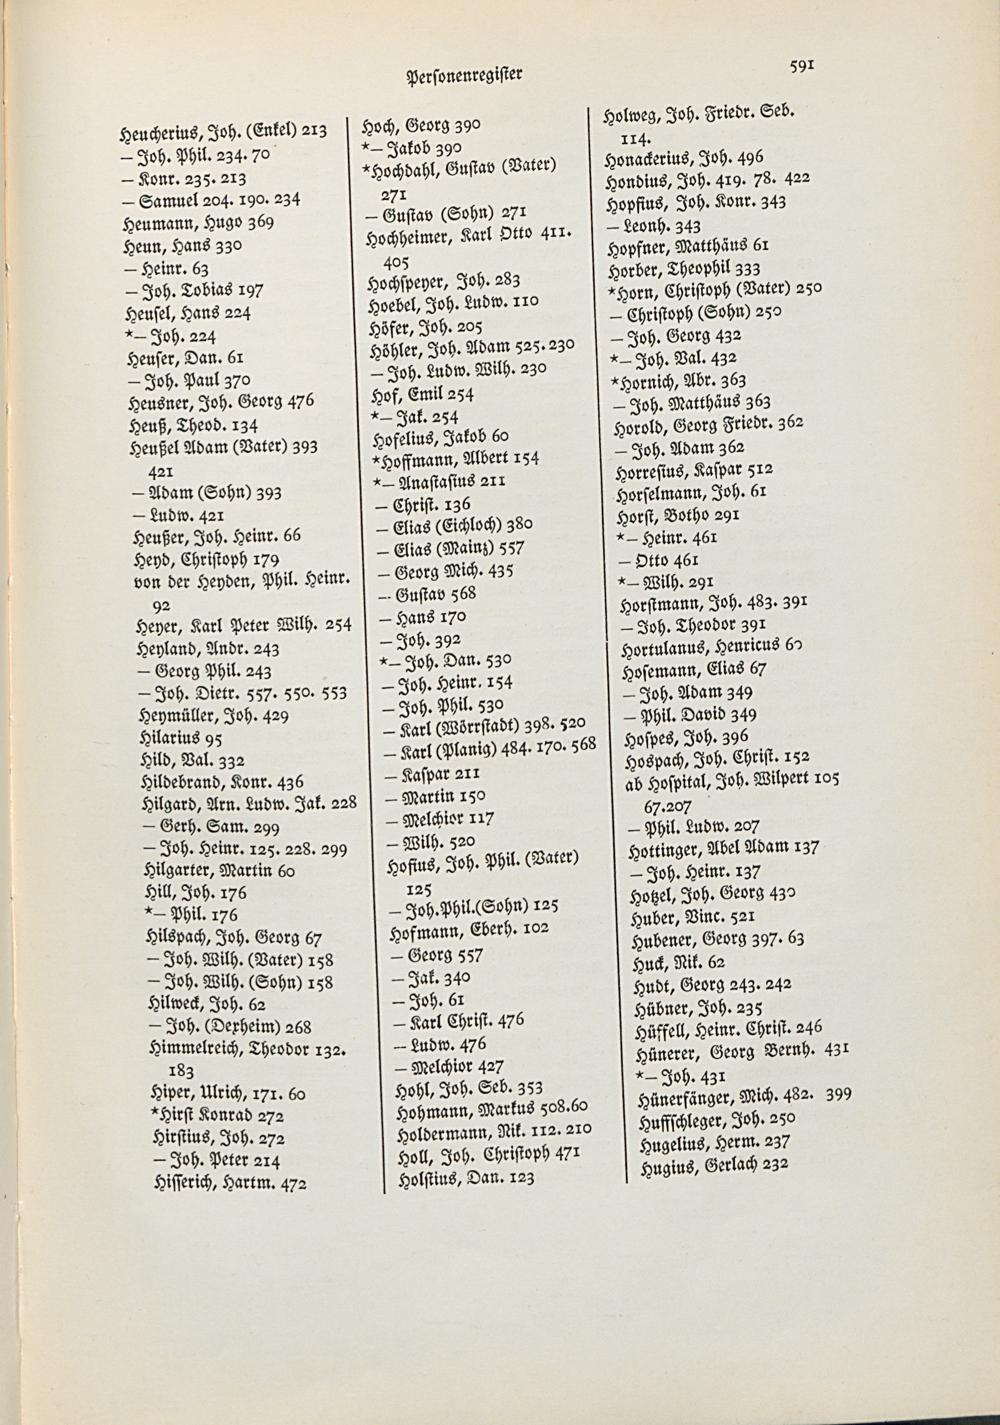 Personenregister
591
Heucherius, Joh. (Enkel) 213
— Joh. Phil. 234. 70
— Konr. 235. 213
— Samuel 204. 190. 234
Heumann, Hugo 369
Heun, Hans 330
— Heinr. 63
— Joh. Tobias 197
Heusel, Hans 224
*— Joh. 224
Heuser, Dan. 61
— Joh. Paul 370
Heusner, Joh. Georg 476
Heuß, Theod. 134
Heußel Adam (Vater) 393
421
— Adam (Sohn) 393
— Ludw. 421
Heußer, Joh. Heinr. 66
Heyd, Christoph 179
von der Heyden, Phil. Heinr.
92
Heyer, Karl Peter Wilh. 254
Heyland, Andr. 243
— Georg Phil. 243
— Joh. Dietr. 557. 550. 553
Heymüller, Joh. 429
Hilarius 95
Hild, Val. 332
Hildebrand, Konr. 436
Hilgard, Arn. Ludw. Jak. 228
— Gerh. Sam. 299
— Joh. Heinr. 125. 228. 299
Hilgarter, Martin 60
Hill, Joh. 176
*— Phil. 176
Hilspach, Joh. Georg 67
— Joh. Wilh. (Vater) 158
— Joh. Wilh. (Sohn) 158
Hilweck, Joh. 62
— Joh. (Dexheim) 268
Himmelreich, Theodor 132.
183
Hiper, Ulrich, 171. 60
*Hirst Konrad 272
Hirstius, Joh. 272
— Joh. Peter 214
Hisserich, Hartm. 472
Hoch, Georg 390
*— Jakob 390
*Hochdahl, Gustav (Vater)
271
— Gustav (Sohn) 271
Hochheimer, Karl Otto 411.
405
Hochspeyer, Joh. 283
Hoebel, Joh. Ludw. 110
Höfer, Joh. 205
Höhler, Joh. Adam 525. 230
— Joh. Ludw. Wilh. 230
Hof, Emil 254
*— Jak. 254
Hofelius, Jakob 60
*Hoffmann, Albert 154
*— Anastasius 211
— Christ. 136
— Elias (Eichloch) 380
— Elias (Mainz) 557
— Georg Mich. 435
— Gustav 568
— Hans 170
— Joh. 392
*— Joh. Dan. 530
— Joh. Heinr. 154
— Joh. Phil. 530
— Karl (Wörrstadt) 398. 520
— Karl (Planig) 484. 170. 568
— Kaspar 211
— Martin 150
— Melchior 117
— Wilh. 520
Hofius, Joh. Phil. (Vater)
125
— Joh.Phil.(Sohn) 125
Hofmann, Eberh. 102
— Georg 557
— Jak. 340
— Joh. 61
— Karl Christ. 476
— Ludw. 476
— Melchior 427
Hohl, Joh. Seb. 353
Hohmann, Markus 508.60
Holdermann, Nik. 112. 210
Holl, Joh. Christoph 471
Holstius, Dan. 123
Holweg, Joh. Friedr. Seb.
114.
Honackerius, Joh. 496
Hondius, Joh. 419. 78. 422
Hopfius, Joh. Konr. 343
— Leonh. 343
Hopfner, Matthäus 61
Horber, Theophil 333
*Horn, Christoph (Vater) 250
— Christoph (Sohn) 250
— Joh. Georg 432
*— Joh. Val. 432
*Hornich, Abr. 363
— Joh. Matthäus 363
Horold, Georg Friedr. 362
— Joh. Adam 362
Horresius, Kaspar 512
Horselmann, Joh. 61
Horst, Botho 291
*— Heinr. 461
— Otto 461
*— Wilh. 291
Horstmann, Joh. 483. 391
— Joh. Theodor 391
Hortulanus, Henricus 60
Hosemann, Elias 67
— Joh. Adam 349
— Phil. David 349
Hospes, Joh. 396
Hospach, Joh. Christ. 152
ab Hospital, Joh. Wilpert 105
67.207
— Phil. Ludw. 207
Hottinger, Abel Adam 137
— Joh. Heinr. 137
Hotzel, Joh. Georg 430
Huber, Vinc. 521
Hubener, Georg 397. 63
Huck, Nik. 62
Hudt, Georg 243. 242
Hübner, Joh. 235
Hüffell, Heinr. Christ. 246
Hünerer, Georg Bernh. 431
*— Joh. 431
Hünerfänger, Mich. 482. 399
Huffschleger, Joh. 250
Hugelius, Herm. 237
Hugius, Gerlach 232